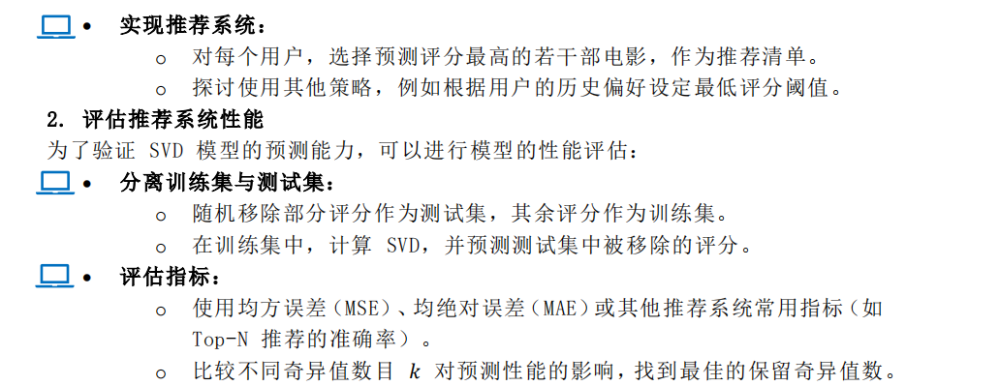 • 实现推荐系统：
o 对每个用户，选择预测评分最高的若干部电影，作为推荐清单。
o 探讨使用其他策略，例如根据用户的历史偏好设定最低评分阈值。
2. 评估推荐系统性能
为了验证 SVD 模型的预测能力，可以进行模型的性能评估：
• 分离训练集与测试集：
o 随机移除部分评分作为测试集，其余评分作为训练集。
o 在训练集中，计算 SVD，并预测测试集中被移除的评分。
• 评估指标：
o 使用均方误差（MSE）、均绝对误差（MAE）或其他推荐系统常用指标（如
Top-N 推荐的准确率）。
o 比较不同奇异值数目 k 对预测性能的影响，找到最佳的保留奇异值数。